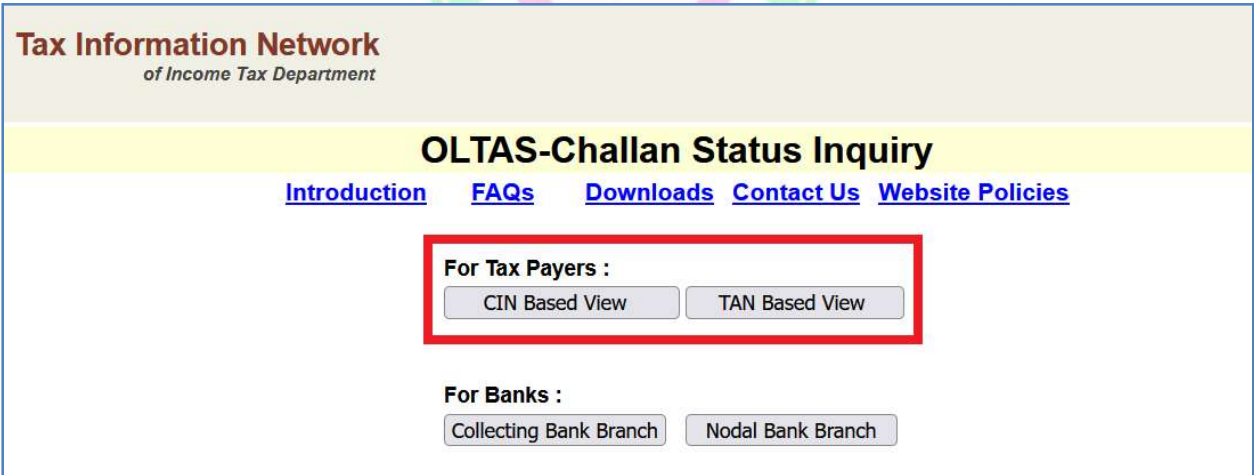 Tax Information Network
of Income Tax Department
OLTAS-Challan Status Inquiry
Introduction FAQs Downloads Contact Us Website Policies
For Tax Payers :
CIN Based View TAN Based View
For Banks :
Collecting Bank Branch Nodal Bank Branch